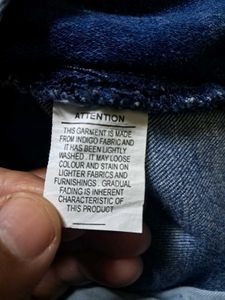 ATTENTION
THIS GARMENT IS MADE
FROM INDIGO FABRIC AND
IT HAS BEEN LIGHTLY
WASHED . IT MAY LOOSE
COLOUR AND STAIN ON
LIGHTER FABRICS AND
FURNISHINGS . GRADUAL
FADING IS INHERENT
CHARACTERISTIC OF
THIS PRODUCT